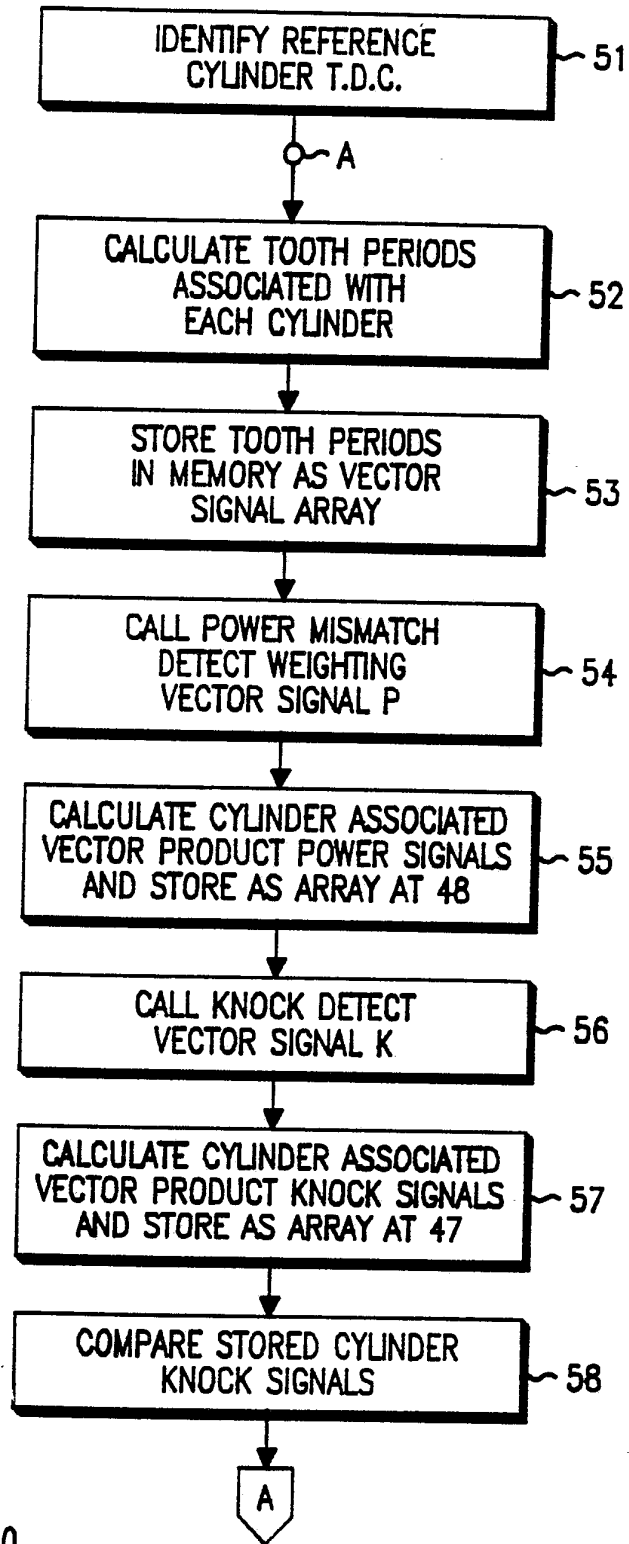 IDENTIFY REFERENCE
CYLINDER T.D.C.
51
A
CALCULATE TOOTH PERIODS
ASSOCIATED WITH
EACH CYLINDER
52
STORE TOOTH PERIODS
IN MEMORY AS VECTOR
SIGNAL ARRAY
53
CALL POWER MISMATCH
DETECT WEIGHTING
VECTOR SIGNAL P
54
CALCULATE CYLINDER ASSOCIATED
VECTOR PRODUCT POWER SIGNALS
AND STORE AS ARRAY AT 48
55
CALL KNOCK DETECT
VECTOR SIGNAL K
56
CALCULATE CYLINDER ASSOCIATED
VECTOR PRODUCT KNOCK SIGNALS
AND STORE AS ARRAY AT 47
57
COMPARE STORED CYLINDER
KNOCK SIGNALS
58
A